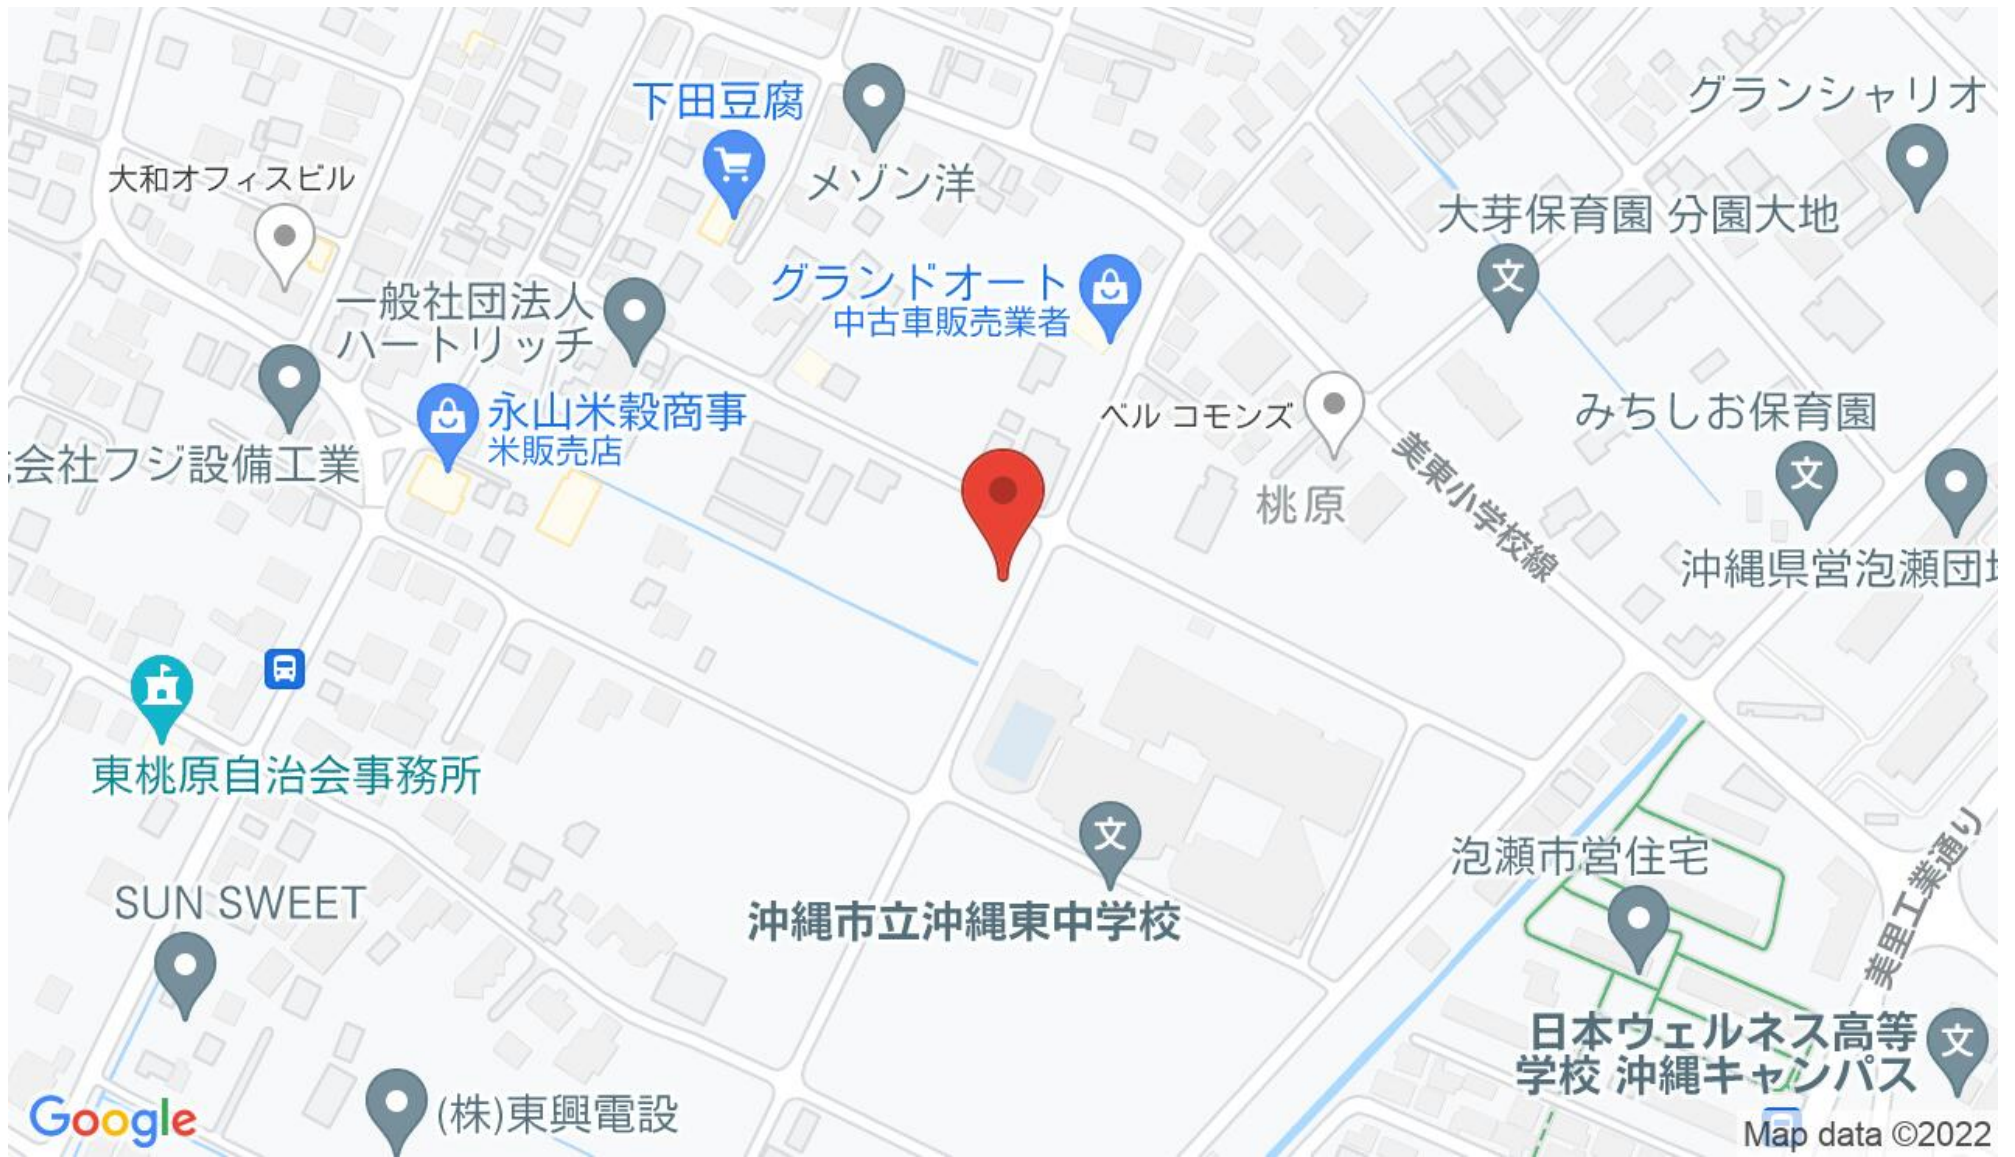 グランシャリオ
下田豆腐
メゾン洋
大和オフィスビル
大芽保育園 分園大地
グランドオート
中古車販売業者
一般社団法人
ハートリッチ
永山米穀商事
米販売店
ベル コモンズ
みちしお保育園
会社フジ設備工業
美東小学校線
桃原
沖縄県営泡瀬団地
東桃原自治会事務所
泡瀬市営住宅
美里工業通り
SUN SWEET
沖縄市立沖縄東中学校
日本ウェルネス高等
学校 沖縄キャンパス
(株)東興電設
Google
Map data ©2022
文
文
文
文